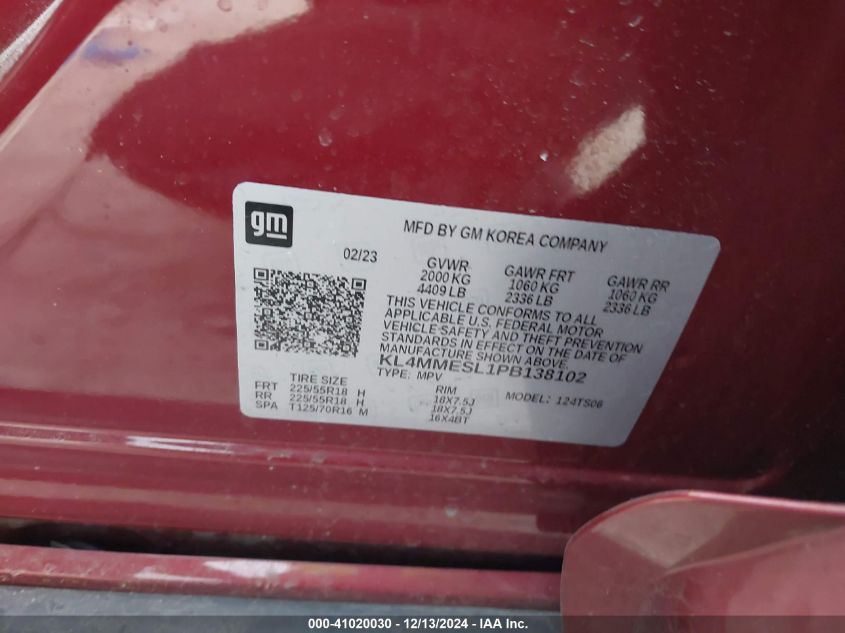 gm
MFD BY GM KOREA COMPANY
02/23
GVWR GAWR FRT GAWR RR
2000 KG 1060 KG 1060 KG
4409 LB 2336 LB 2336 LB
THIS VEHICLE CONFORMS TO ALL
APPLICABLE U.S. FEDERAL MOTOR
VEHICLE SAFETY AND THEFT PREVENTION
STANDARDS IN EFFECT ON THE DATE OF
MANUFACTURE SHOWN ABOVE.
KL4MMESL1PB138102
TYPE: MPV MODEL: 124TS06
TIRE SIZE RIM
FRT 225/55R18 H 18X7.5J
RR 225/55R18 H 18X7.5J
SPA T125/70R16 M 16X4BT
000-41020030 - 12/13/2024 - IAA Inc.